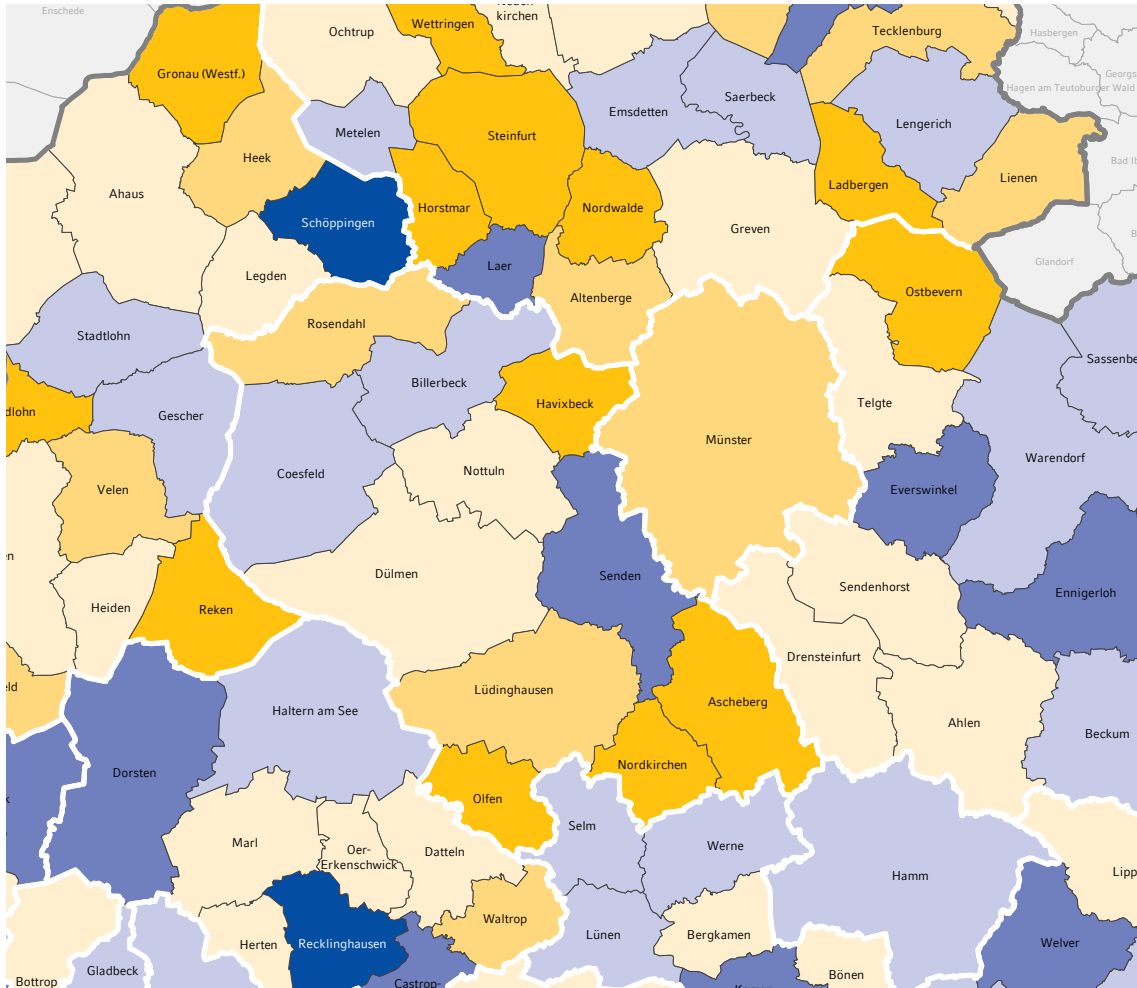 Enschede
Ochtrup
Wettringen
kirchen
Tecklenburg
Hasbergen
Gronau (Westf.)
Georgs
Hagen am Teutoburger Wald
Saerbeck
Emsdetten
Lengerich
Metelen
Steinfurt
Heek
Bad Ib
Ahaus
Lienen
Ladbergen
Horstmar
Nordwalde
Schöppingen
Greven
B
Legden
Laer
Glandorf
Altenberge
Ostbevern
Rosendahl
Stadtlohn
Sassenbe
Billerbeck
Havixbeck
Telgte
dlohn
Gescher
Münster
Warendorf
Nottuln
Coesfeld
Velen
Everswinkel
en
Dülmen
Senden
Sendenhorst
Ennigerloh
Heiden
Reken
Drensteinfurt
eld
Lüdinghausen
Ascheberg
Haltern am See
Ahlen
Beckum
Dorsten
Nordkirchen
k
Olfen
Selm
Marl
Oer-
Erkenschwick
Datteln
Werne
Hamm
Lipp
Waltrop
Lünen
Bergkamen
Herten
Recklinghausen
Welver
Gladbeck
Bönen
Bottrop
Castrop-